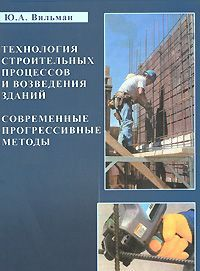 Ю.А. Вильман
ТЕХНОЛОГИЯ
СТРОИТЕЛЬНЫХ
ПРОЦЕССОВ
И ВОЗВЕДЕНИЯ
ЗДАНИЙ
СОВРЕМЕННЫЕ
ПРОГРЕССИВНЫЕ
МЕТОДЫ